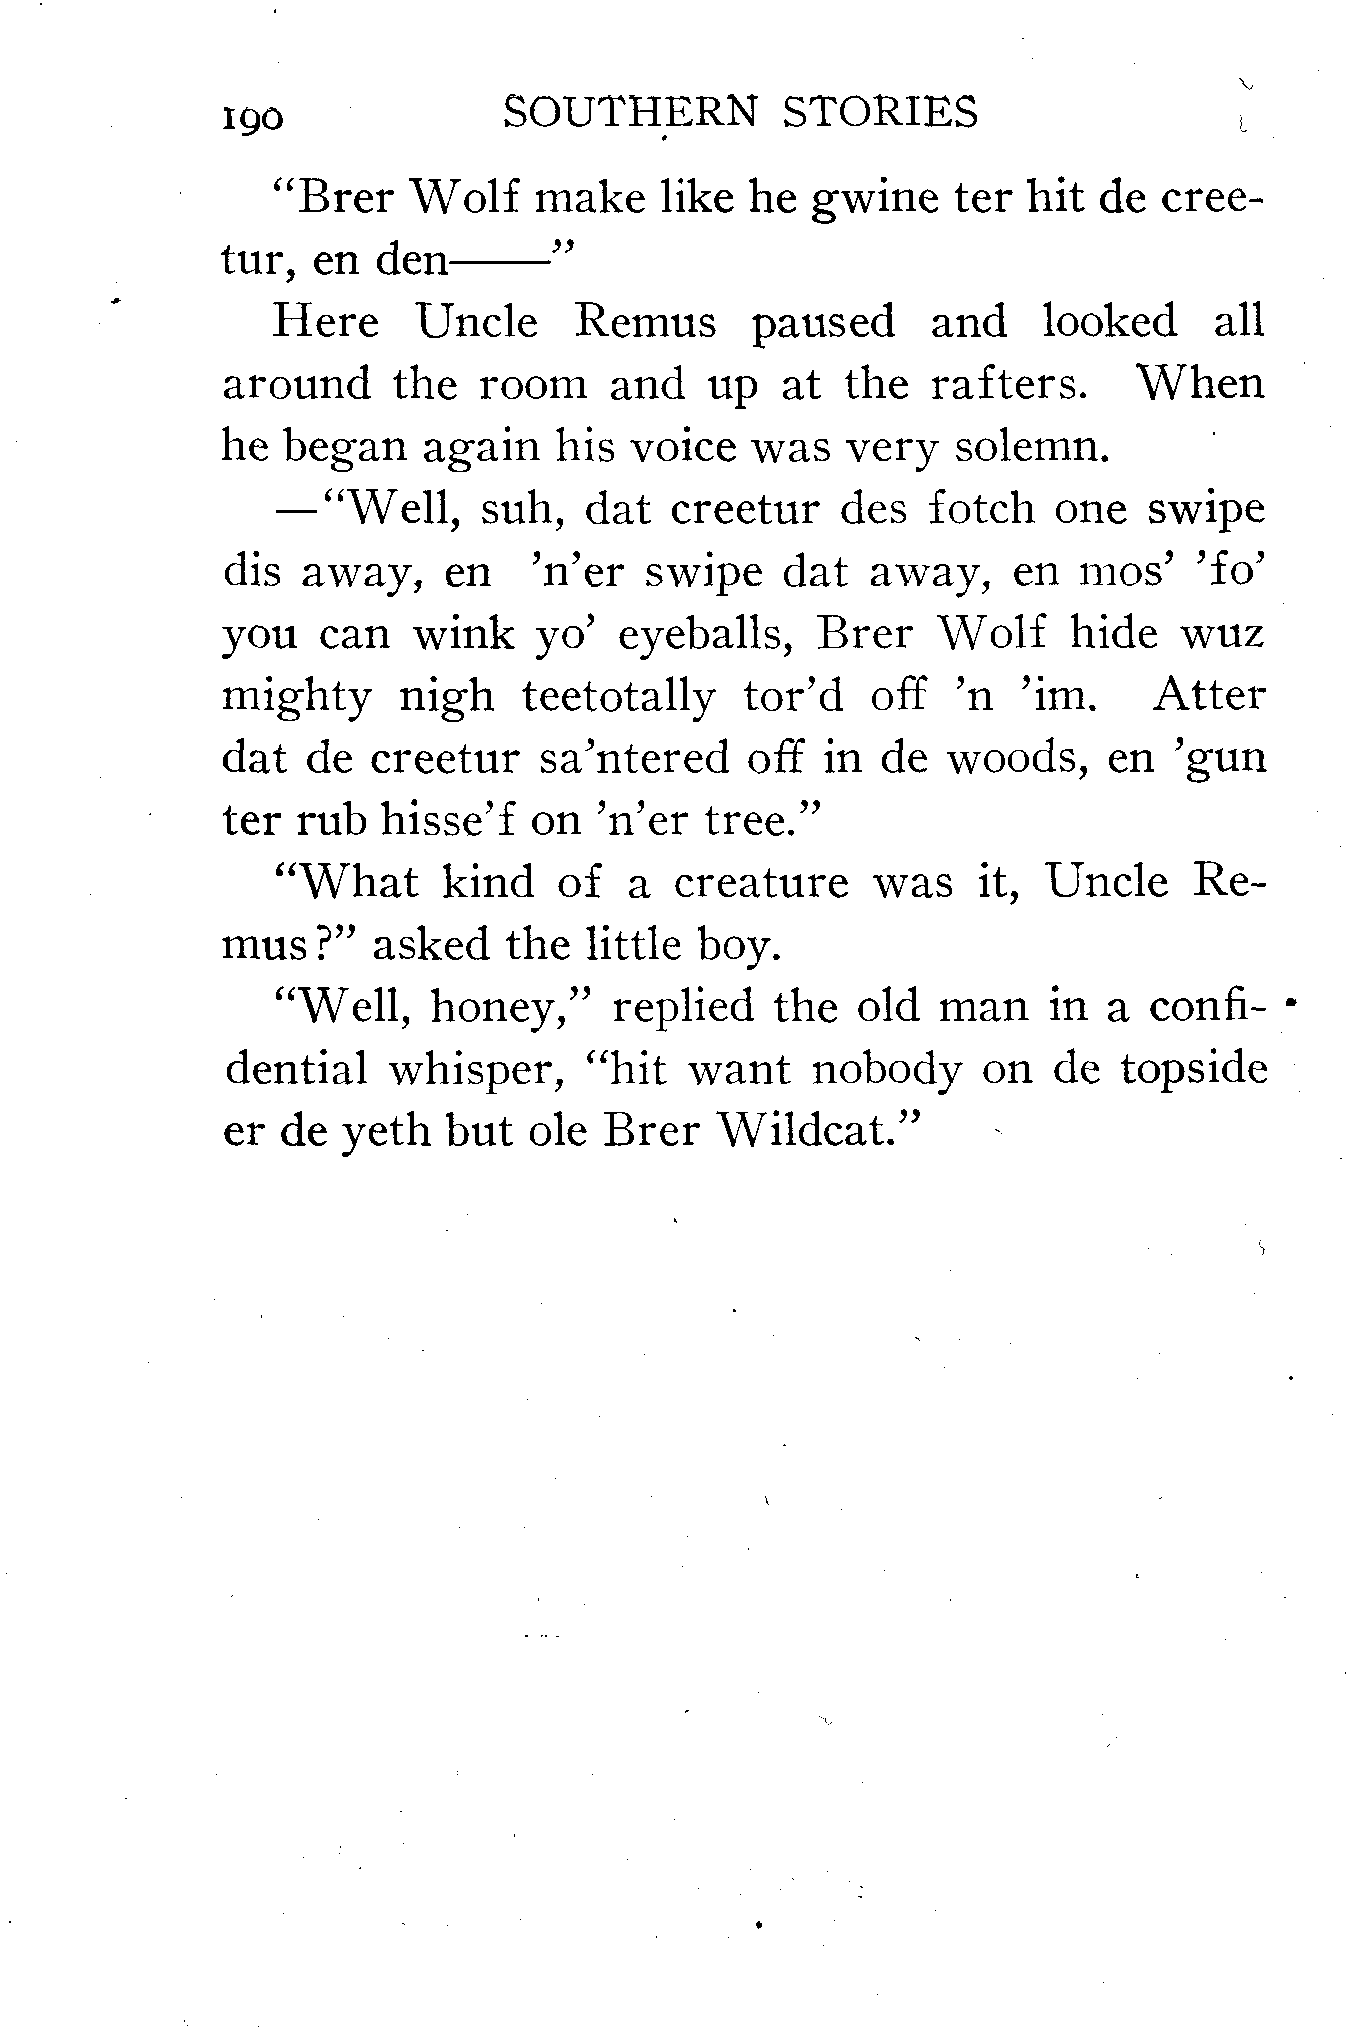 190 SOUTHERN STORIES
“Brer Wolf make like he gwine ter hit de cree-
tur, en den——”
Here Uncle Remus paused and looked all
around the room and up at the rafters. When
he began again his voice was very solemn.
—“Well, suh, dat creetur des fotch one swipe
dis away, en ’n’er swipe dat away, en mos’ ’fo’
you can wink yo’ eyeballs, Brer Wolf hide wuz
mighty nigh teetotally tor’d off ’n ’im. Atter
dat de creetur sa’ntered off in de woods, en ’gun
ter rub hisse’f on ’n’er tree.”
“What kind of a creature was it, Uncle Re-
mus?” asked the little boy.
“Well, honey,” replied the old man in a confi-
dential whisper, “hit want nobody on de topside
er de yeth but ole Brer Wildcat.”